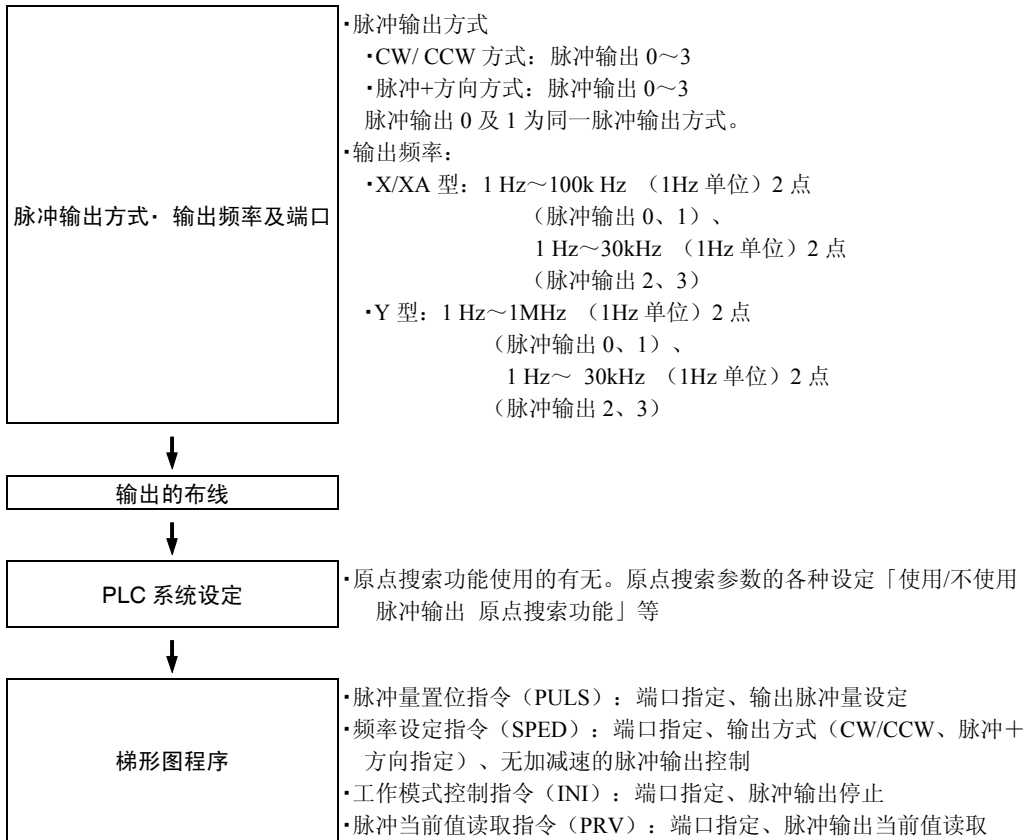 脉冲输出方式· 输出频率及端口
·脉冲输出方式
·CW/ CCW 方式：脉冲输出 0～3
·脉冲+方向方式：脉冲输出 0～3
脉冲输出 0 及 1 为同一脉冲输出方式。
·输出频率：
·X/XA 型：1 Hz～100k Hz （1Hz 单位）2 点
（脉冲输出 0、1）、
1 Hz～30kHz （1Hz 单位）2 点
（脉冲输出 2、3）
·Y 型：1 Hz～1MHz （1Hz 单位）2 点
（脉冲输出 0、1）、
1 Hz～ 30kHz （1Hz 单位）2 点
（脉冲输出 2、3）
输出的布线
PLC 系统设定
·原点搜索功能使用的有无。原点搜索参数的各种设定「使用/不使用
脉冲输出 原点搜索功能」等
梯形图程序
·脉冲量置位指令（PULS）：端口指定、输出脉冲量设定
·频率设定指令（SPED）：端口指定、输出方式（CW/CCW、脉冲＋
方向指定）、无加减速的脉冲输出控制
·工作模式控制指令（INI）：端口指定、脉冲输出停止
·脉冲当前值读取指令（PRV）：端口指定、脉冲输出当前值读取